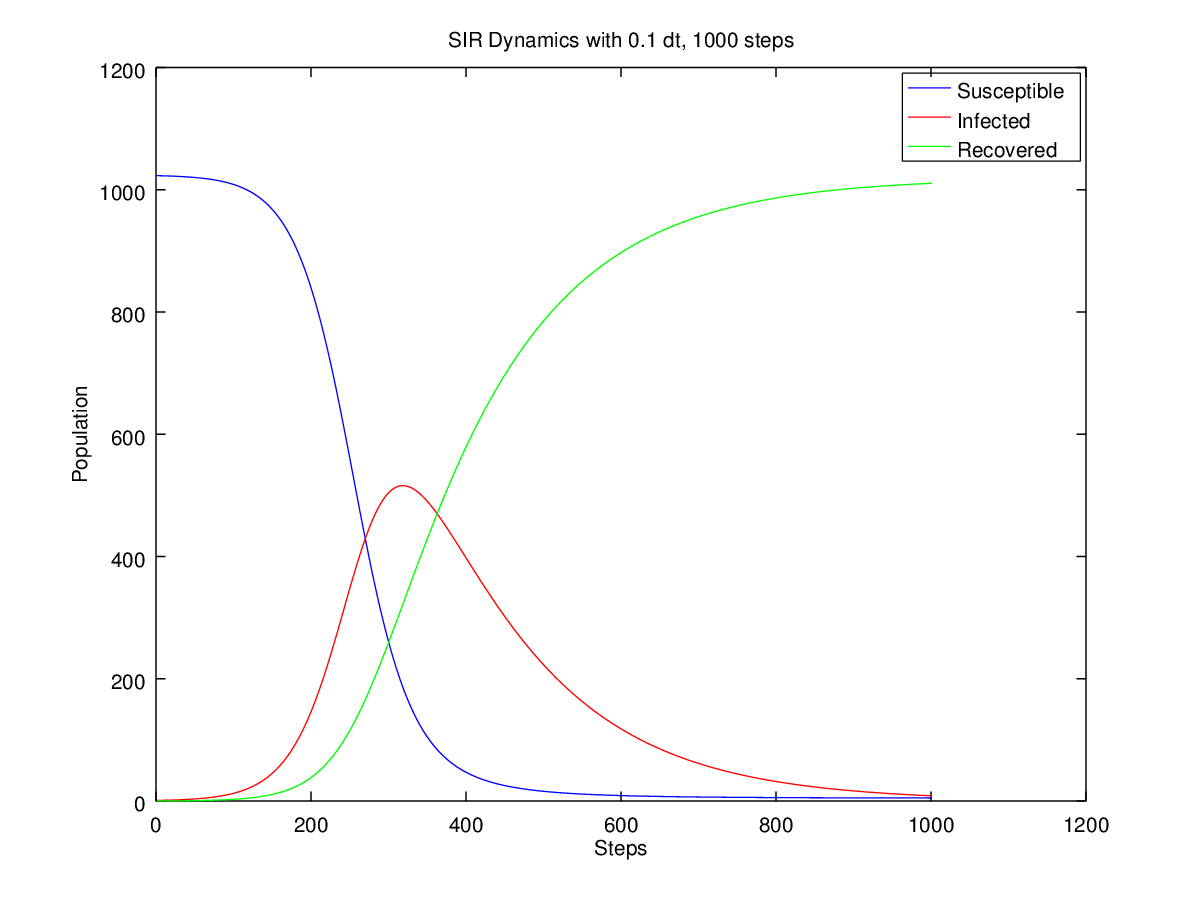 SIR Dynamics with 0.1 dt, 1000 steps
1200
1000
800
600
400
200
0
Population
Susceptible
Infected
Recovered
0 200 400 600 800 1000 1200
Steps